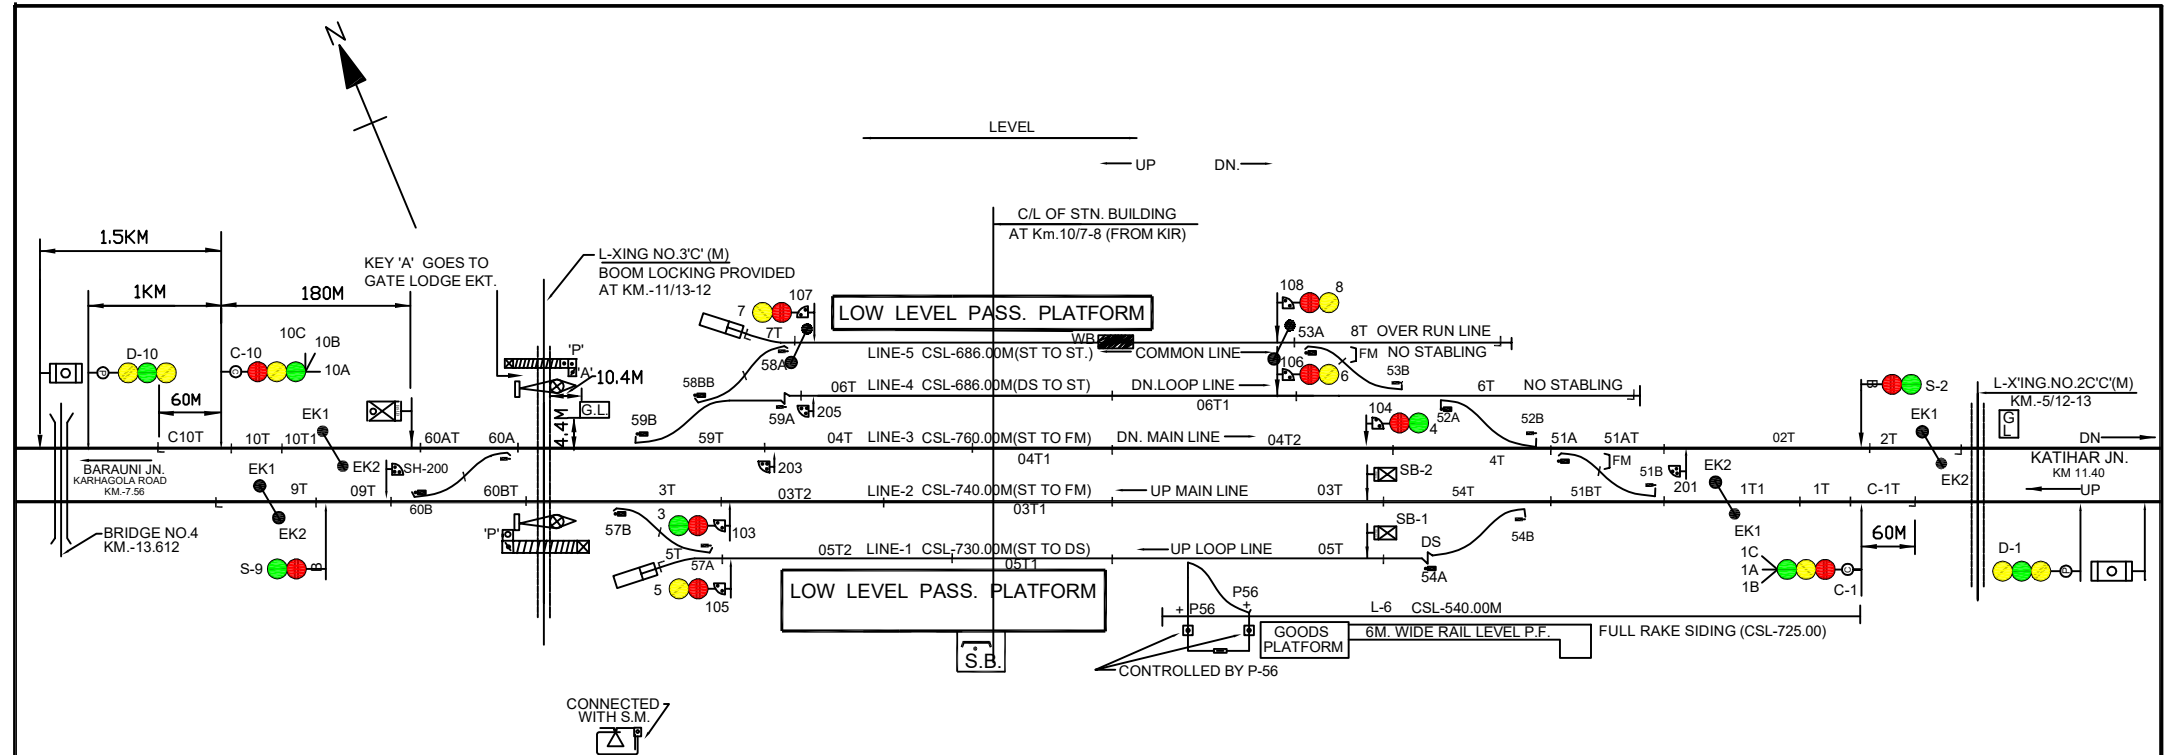 N
LEVEL
UP DN.
C/L OF STN. BUILDING
AT Km.10/7-8 (FROM KIR)
1.5KM
KEY 'A' GOES TO
GATE LODGE EKT.
L-XING NO.3'C' (M)
BOOM LOCKING PROVIDED
AT KM.-11/13-12
1KM
180M
7 107
LOW LEVEL PASS. PLATFORM
108 8
D-10
C-10
10C
10B
10A
'P'
'A'
10.4M
7T
WB
53A
8T OVER RUN LINE
LINE-5 CSL-686.00M(ST TO ST.)
COMMON LINE
FM NO STABLING
58A
106
6
53B
60M
58BB
06T
LINE-4 CSL-686.00M(DS TO ST)
DN.LOOP LINE
6T NO STABLING
06T1
B S-2
L-X'ING.NO.2C'C'(M)
KM.-5/12-13
EK1
G.L.
4.4M
59B
59A
205
104
4
52A
52B
EK1
G
L
C10T
10T
10T1
60AT
60A
59T
04T
LINE-3 CSL-760.00M(ST TO FM)
DN. MAIN LINE
04T2
51A
51AT
02T
2T
DN
04T1
BARAUNI JN.
KARHAGOLA ROAD
KM.-7.56
EK1
EK2
SH-200
203
SB-2
4T
FM
51B
201
EK2
EK2
KATIHAR JN.
KM 11.40
9T
09T
60BT
3T
03T2
LINE-2 CSL-740.00M(ST TO FM)
UP MAIN LINE
03T
54T
51BT
1T1
1T
C-1T
UP
60B
03T1
BRIDGE NO.4
KM.-13.612
EK2
'P'
57B
3
103
SB-1
54B
EK1
60M
S-9
B
5T
57A
05T2
LINE-1 CSL-730.00M(ST TO DS)
UP LOOP LINE
05T
DS
05T1
54A
1C
1A
1B
C-1
D-1
5
105
LOW LEVEL PASS. PLATFORM
+ P56
P56
+
L-6 CSL-540.00M
GOODS
PLATFORM
6M. WIDE RAIL LEVEL P.F.
FULL RAKE SIDING (CSL-725.00)
S.B.
CONTROLLED BY P-56
CONNECTED
WITH S.M.